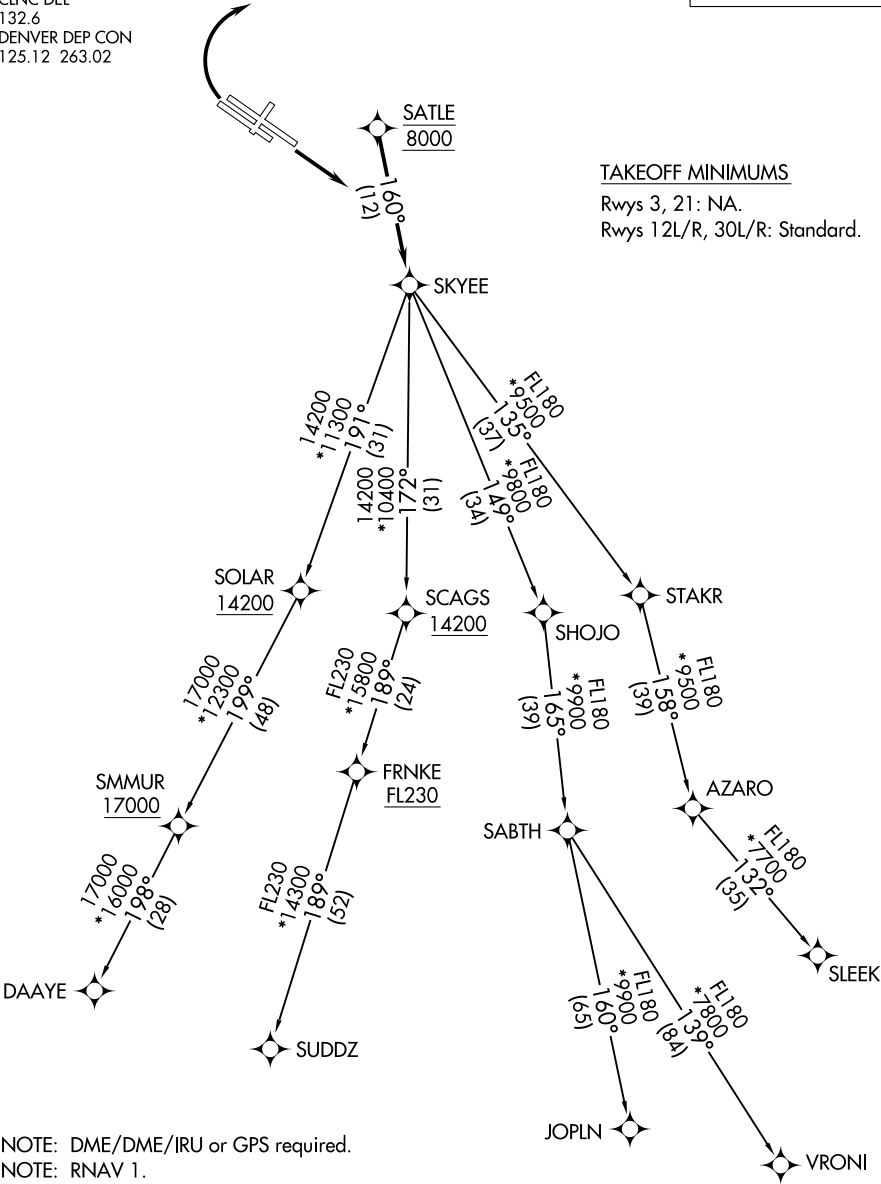 CLNC DEL
132.6
DENVER DEP CON
125.12 263.02
SATLE
8000
TAKEOFF MINIMUMS
Rwys 3, 21: NA.
Rwys 12L/R, 30L/R: Standard.
160°
(12)
SKYEE
14200
*11300
191°
(31)
14200
*10400
172°
(31)
FL180
*9800
149°
(34)
FL180
*9500
135°
(37)
SOLAR
14200
SCAGS
14200
SHOJO
STAKR
17000
*12300
199°
(48)
FL230
*15800
189°
(24)
FL180
*9900
165°
(39)
FL180
*9500
158°
(39)
SMMUR
17000
FRNKE
FL230
SABTH
AZARO
17000
*16000
198°
(28)
FL230
*14300
189°
(52)
FL180
*9900
160°
(65)
FL180
*7800
139°
(84)
FL180
*7700
132°
(35)
SLEEK
DAAYE
SUDDZ
JOPLN
VRONI
NOTE: DME/DME/IRU or GPS required.
NOTE: RNAV 1.